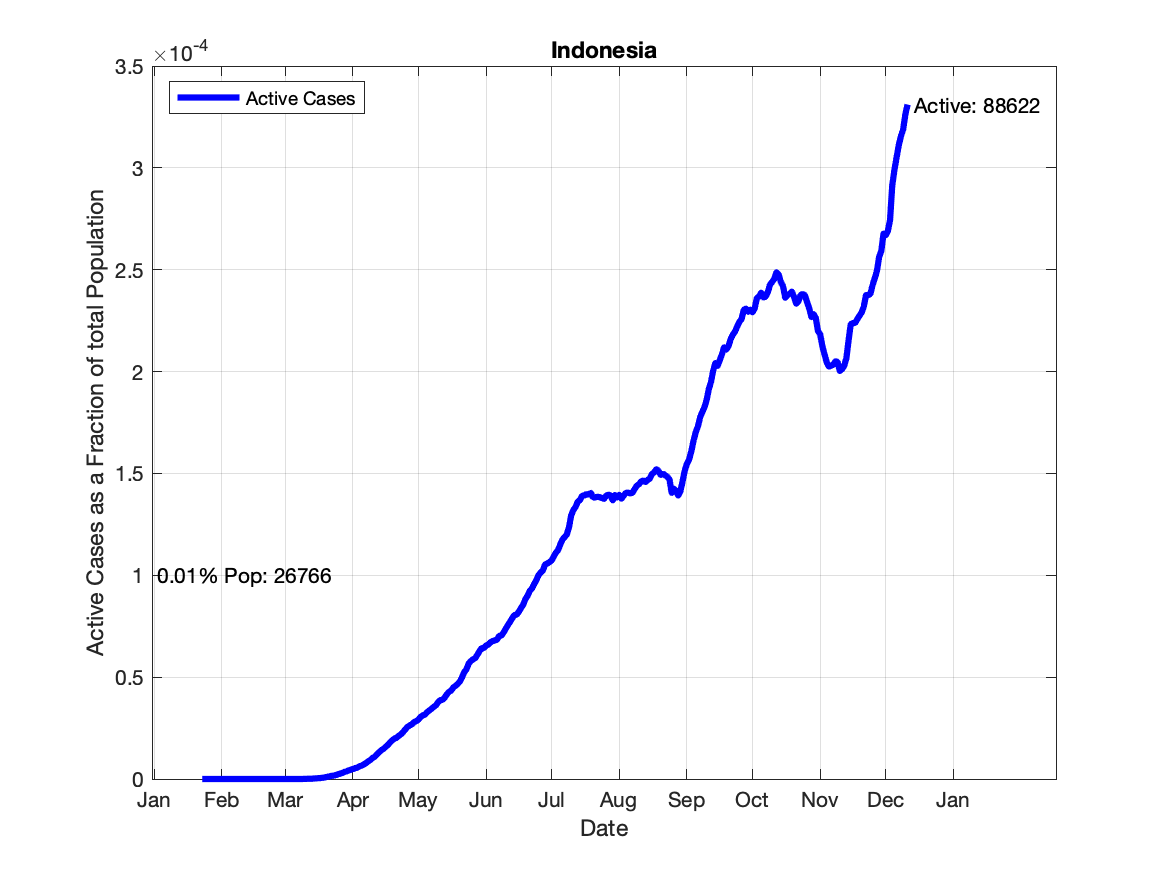 Indonesia
×10-4
Active Cases
Active: 88622
0.01% Pop: 26766
Active Cases as a Fraction of total Population
3.5
3
2.5
2
1.5
1
0.5
0
Jan Feb Mar Apr May Jun Jul Aug Sep Oct Nov Dec Jan
Date